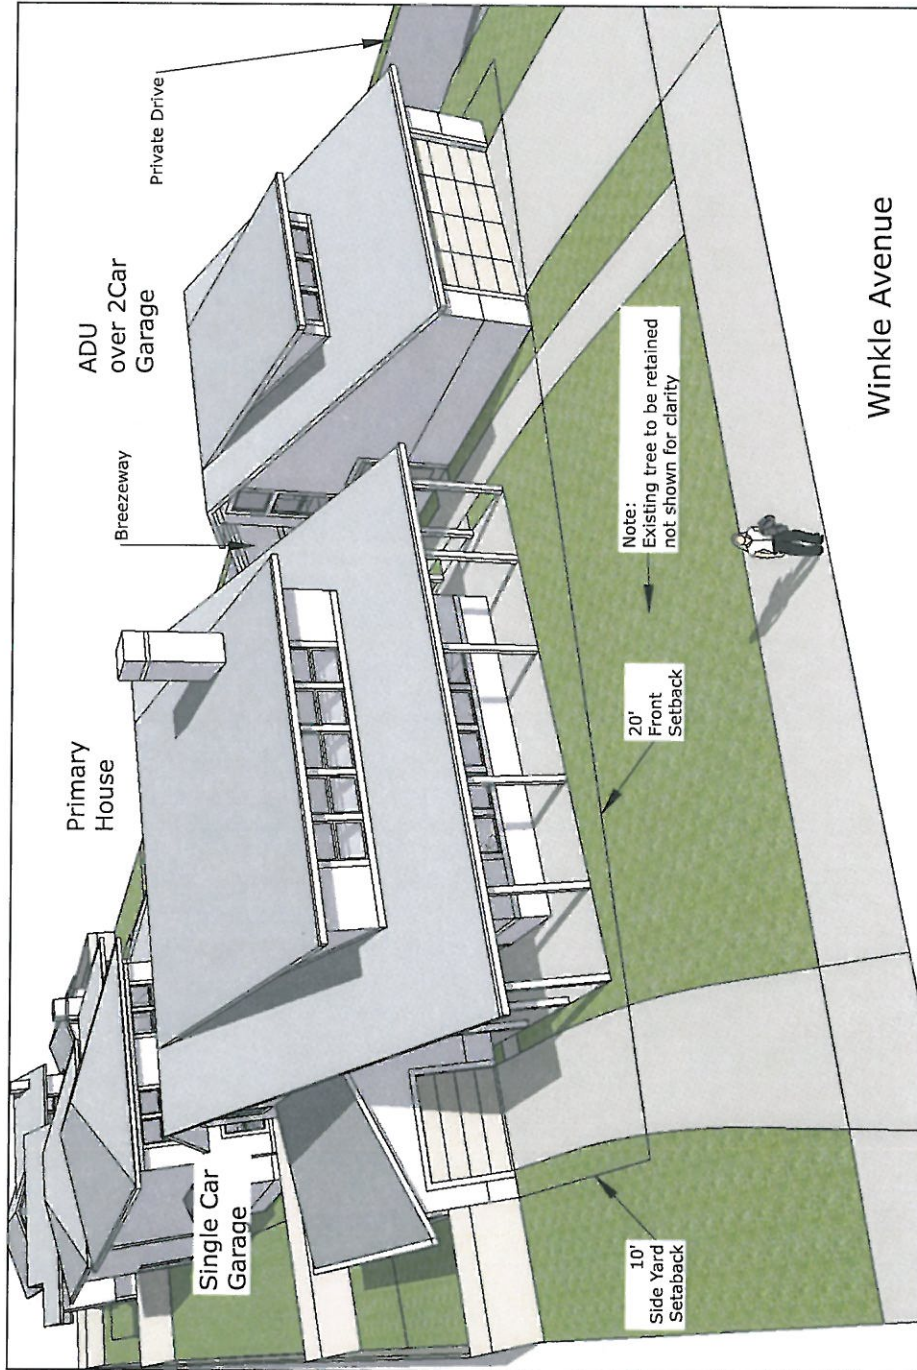 Private Drive
ADU
over 2Car
Garage
Breezeway
Primary
House
Single Car
Garage
Note:
Existing tree to be retained
not shown for clarity
20'
Front
Setback
10'
Side Yard
Setaback
Winkle Avenue